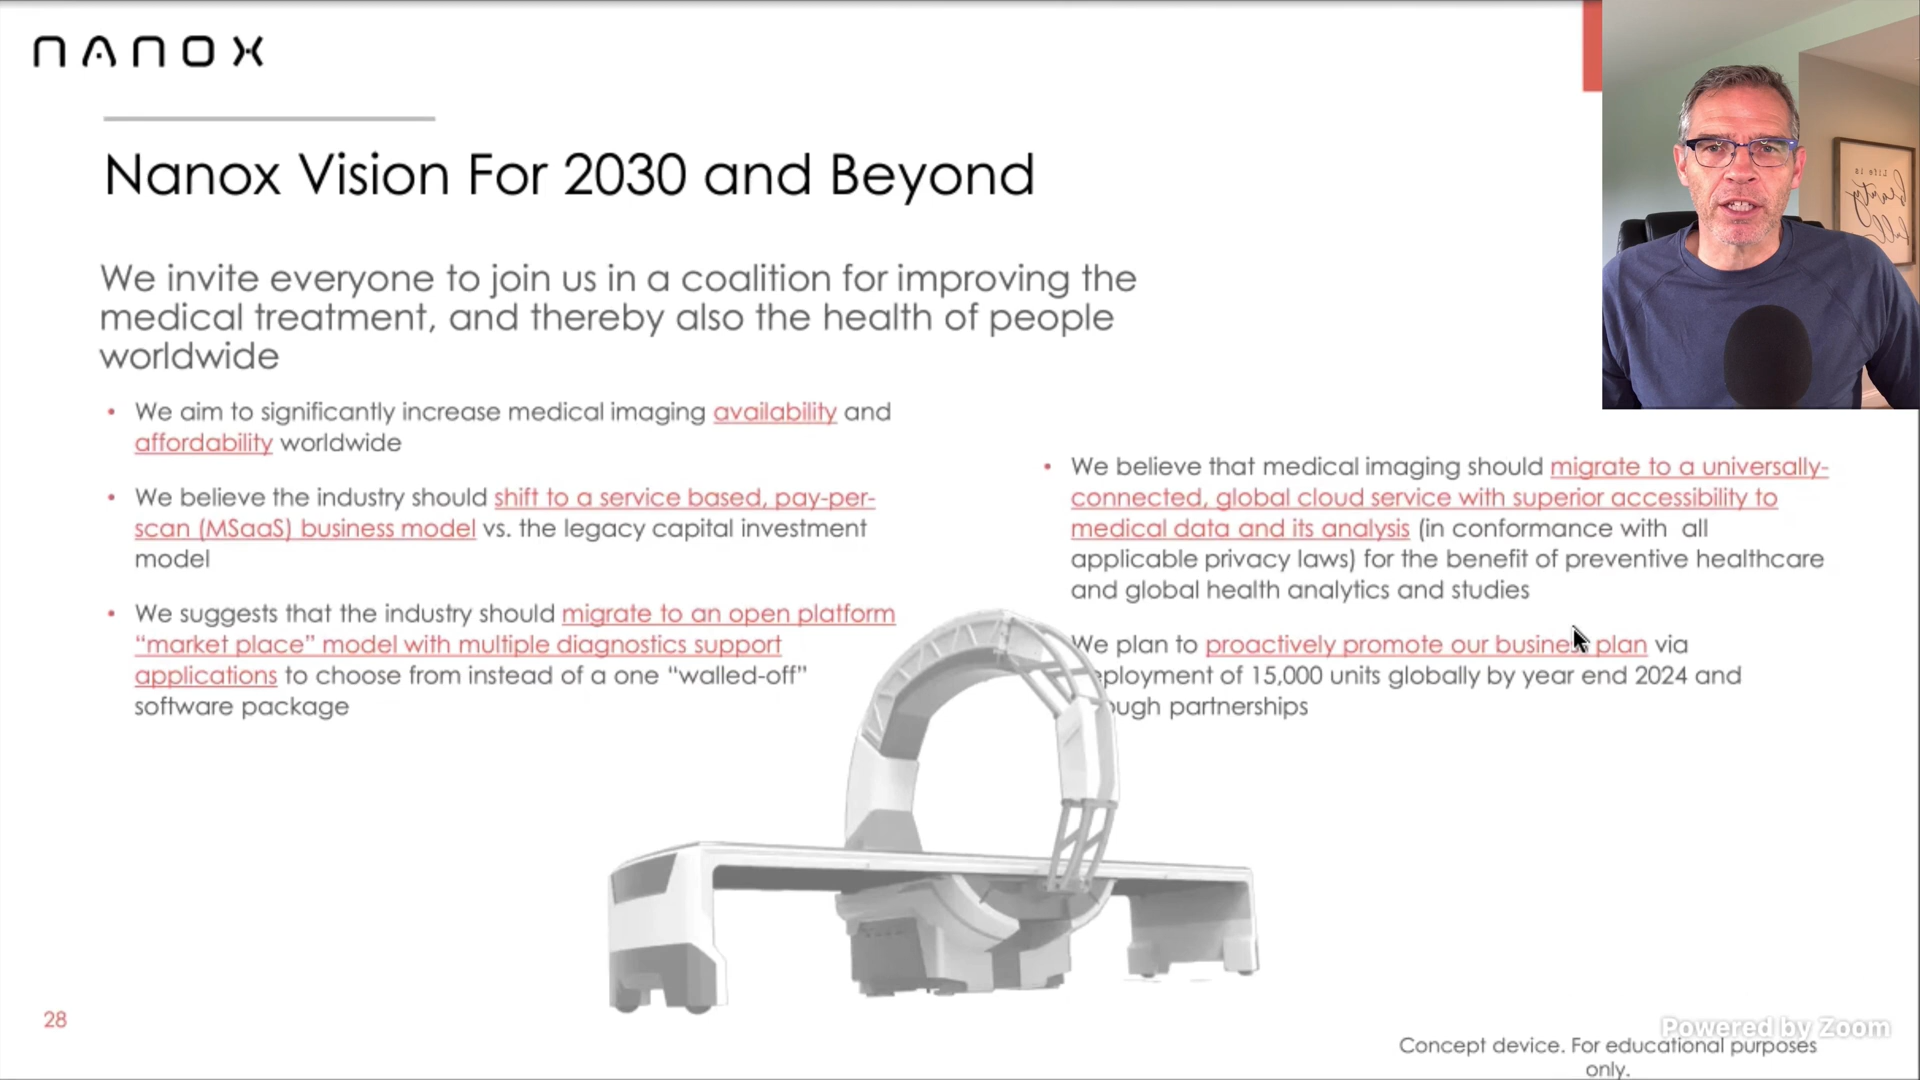 NANOX
Nanox Vision For 2030 and Beyond
We invite everyone to join us in a coalition for improving the
medical treatment, and thereby also the health of people
worldwide
• We aim to significantly increase medical imaging availability and
affordability worldwide
• We believe the industry should shift to a service based, pay-per-
scan (MSaaS) business model vs. the legacy capital investment
model
• We suggests that the industry should migrate to an open platform
“market place” model with multiple diagnostics support
applications to choose from instead of a one “walled-off”
software package
• We believe that medical imaging should migrate to a universally-
connected, global cloud service with superior accessibility to
medical data and its analysis (in conformance with all
applicable privacy laws) for the benefit of preventive healthcare
and global health analytics and studies
We plan to proactively promote our business plan via
eployment of 15,000 units globally by year end 2024 and
ough partnerships
Life is
28
Powered by Zoom
Concept device. For educational purposes
only.